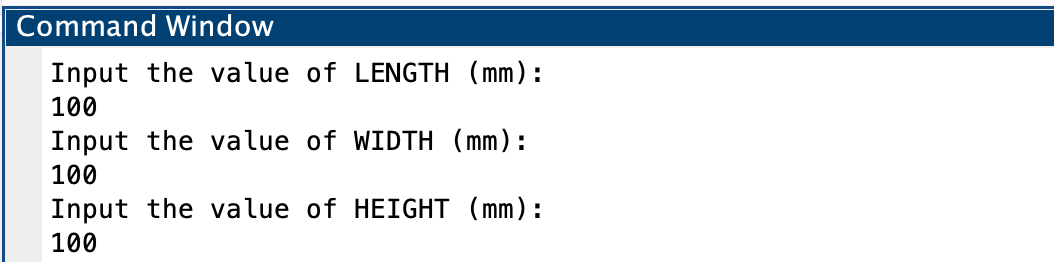 Command Window
Input the value of LENGTH (mm):
100
Input the value of WIDTH (mm):
100
Input the value of HEIGHT (mm):
100